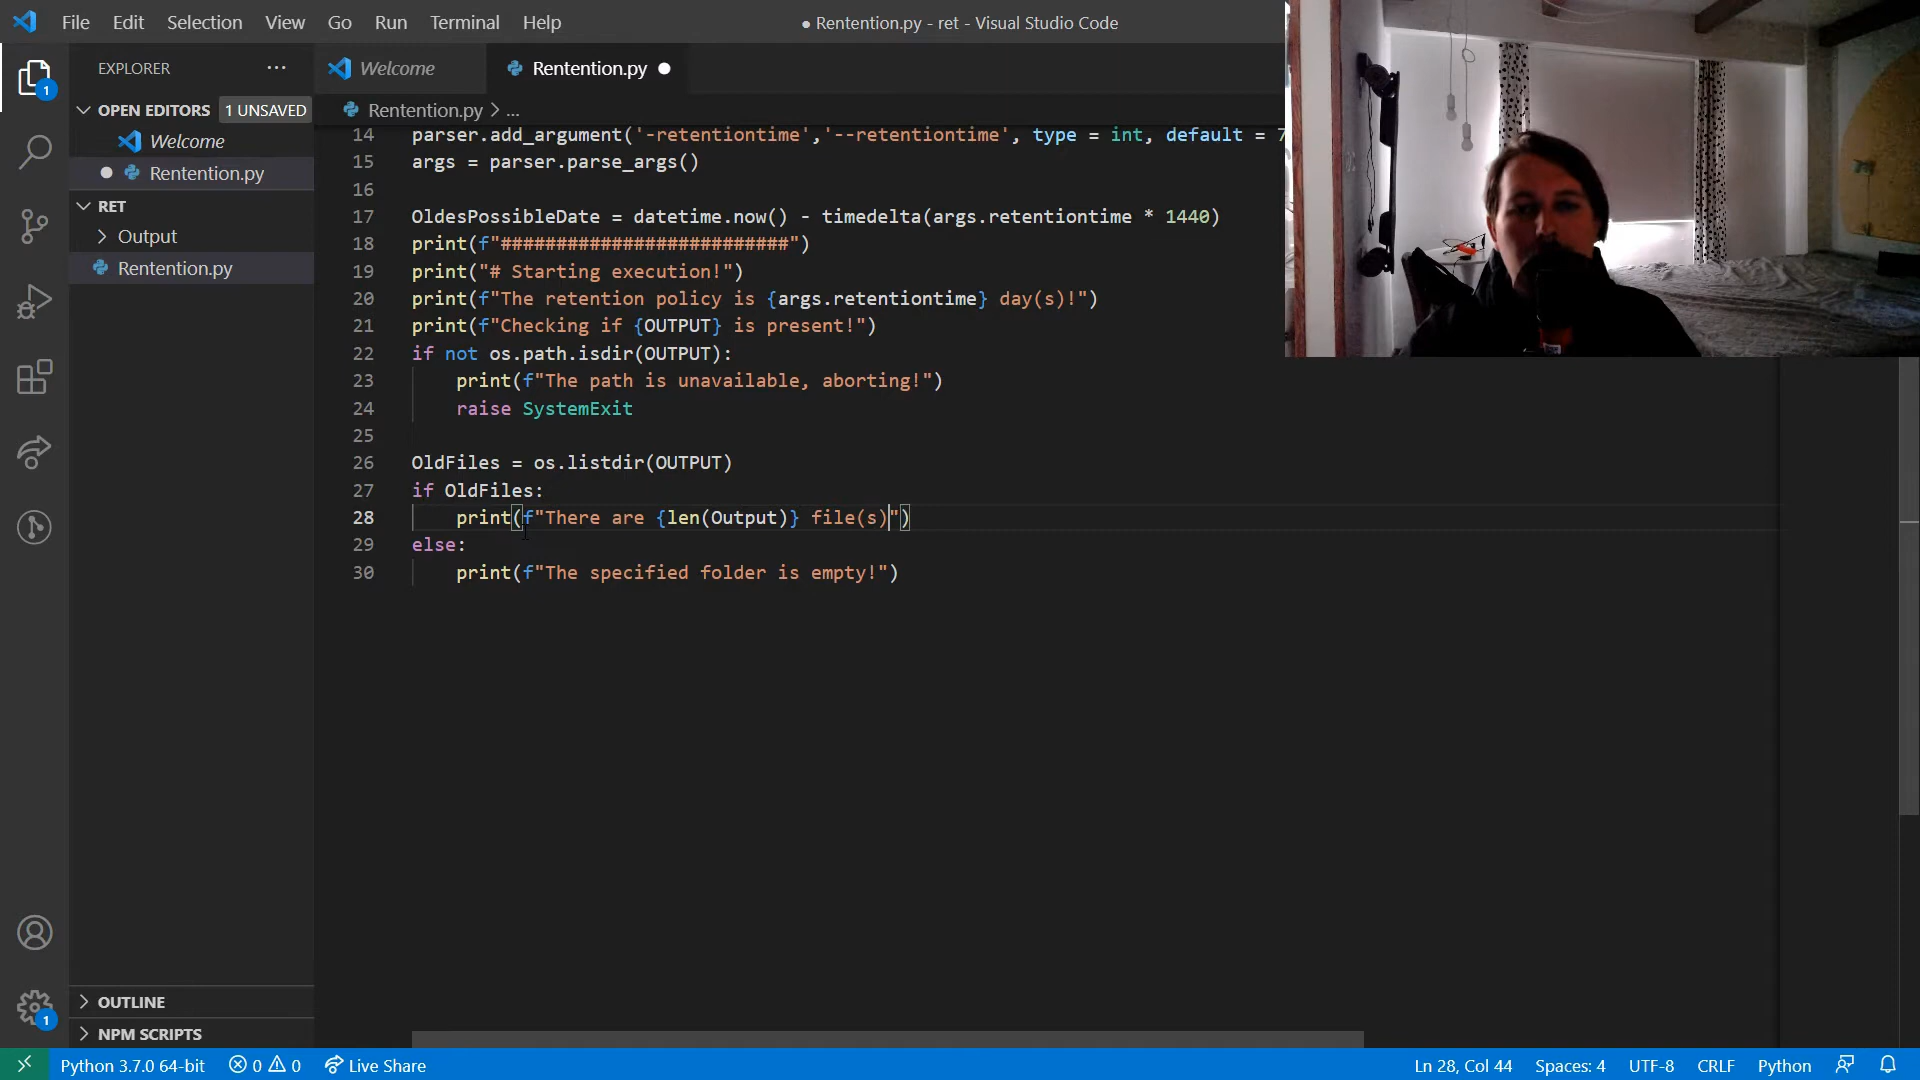 File Edit Selection View Go Run Terminal Help
● Rentention.py - ret - Visual Studio Code
EXPLORER ...
Welcome
Rentention.py
OPEN EDITORS 1 UNSAVED
Rentention.py > ...
1
Welcome
Rentention.py
RET
Output
Rentention.py
14 parser.add_argument('-retentiontime','--retentiontime', type = int, default = 7
15 args = parser.parse_args()
16
17 OldesPossibleDate = datetime.now() - timedelta(args.retentiontime * 1440)
18 print(f"##########################")
19 print("# Starting execution!")
20 print(f"The retention policy is {args.retentiontime} day(s)!")
21 print(f"Checking if {OUTPUT} is present!")
22 if not os.path.isdir(OUTPUT):
23 print(f"The path is unavailable, aborting!")
24 raise SystemExit
25
26 OldFiles = os.listdir(OUTPUT)
27 if OldFiles:
28 print(f"There are {len(Output)} file(s)")
29 else:
30 print(f"The specified folder is empty!")
OUTLINE
1
NPM SCRIPTS
Python 3.7.0 64-bit 0 0 Live Share
Ln 28, Col 44 Spaces: 4 UTF-8 CRLF Python